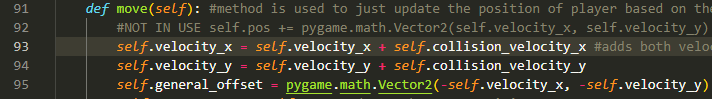 91 def move(self): #method is used to just update the position of player based on the
92 #NOT IN USE self.pos += pygame.math.Vector2(self.velocity_x, self.velocity_y)
93 self.velocity_x = self.velocity_x + self.collision_velocity_x #adds both veloc
94 self.velocity_y = self.velocity_y + self.collision_velocity_y
95 self.general_offset = pygame.math.Vector2(-self.velocity_x, -self.velocity_y)